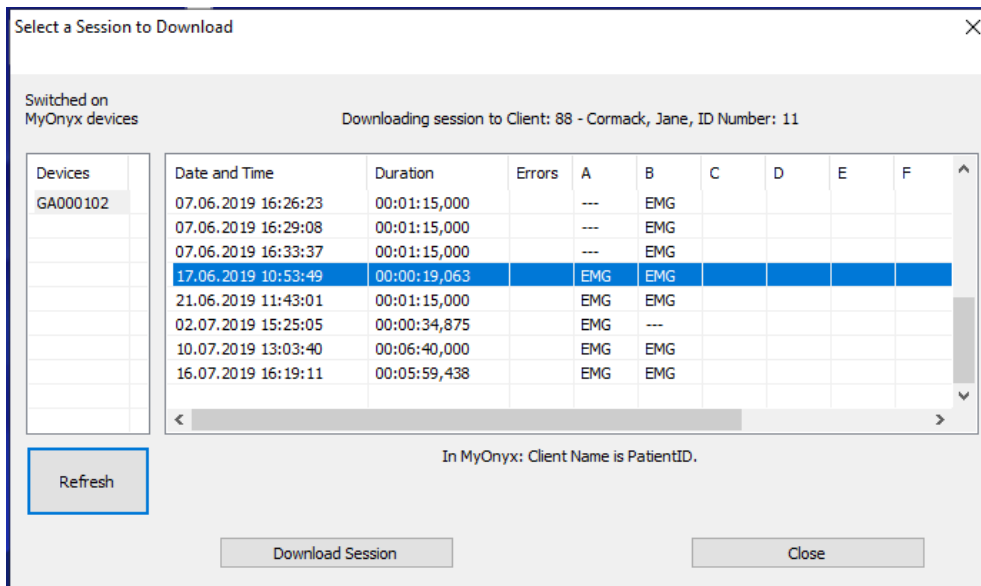 Select a Session to Download
Switched on
MyOnyx devices
Downloading session to Client: 88 - Cormack, Jane, ID Number: 11
Devices
GA000102
Date and Time Duration Errors A B C D E F
07.06.2019 16:26:23 00:01:15,000 --- EMG
07.06.2019 16:29:08 00:01:15,000 --- EMG
07.06.2019 16:33:37 00:01:15,000 --- EMG
17.06.2019 10:53:49 00:00:19,063 EMG EMG
21.06.2019 11:43:01 00:01:15,000 EMG EMG
02.07.2019 15:25:05 00:00:34,875 EMG ---
10.07.2019 13:03:40 00:06:40,000 EMG EMG
16.07.2019 16:19:11 00:05:59,438 EMG EMG
In MyOnyx: Client Name is PatientID.
Refresh
Download Session
Close